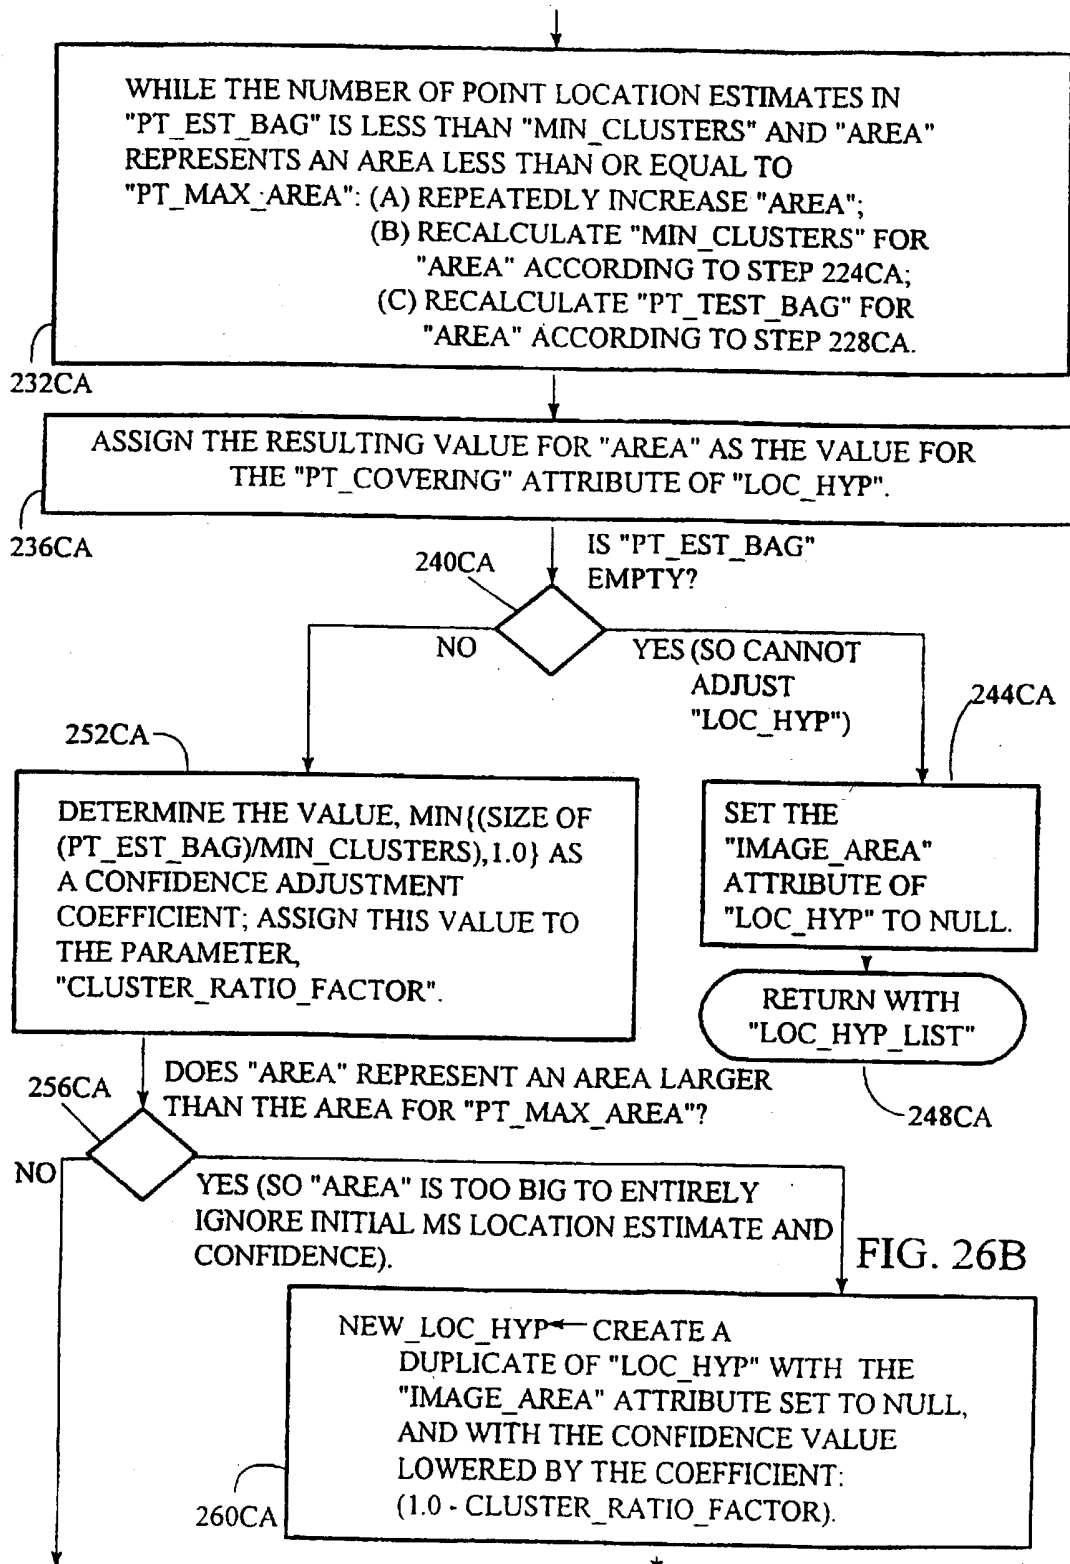 WHILE THE NUMBER OF POINT LOCATION ESTIMATES IN
"PT_EST_BAG" IS LESS THAN "MIN_CLUSTERS" AND "AREA"
REPRESENTS AN AREA LESS THAN OR EQUAL TO
"PT_MAX_AREA": (A) REPEATEDLY INCREASE "AREA";
(B) RECALCULATE "MIN_CLUSTERS" FOR
"AREA" ACCORDING TO STEP 224CA;
(C) RECALCULATE "PT_TEST_BAG" FOR
"AREA" ACCORDING TO STEP 228CA.
232CA
ASSIGN THE RESULTING VALUE FOR "AREA" AS THE VALUE FOR
THE "PT_COVERING" ATTRIBUTE OF "LOC_HYP".
236CA
IS "PT_EST_BAG"
EMPTY?
240CA
NO
YES (SO CANNOT
ADJUST
"LOC_HYP")
244CA
252CA
DETERMINE THE VALUE, MIN{(SIZE OF
(PT_EST_BAG)/MIN_CLUSTERS),1.0} AS
A CONFIDENCE ADJUSTMENT
COEFFICIENT; ASSIGN THIS VALUE TO
THE PARAMETER,
"CLUSTER_RATIO_FACTOR".
SET THE
"IMAGE_AREA"
ATTRIBUTE OF
"LOC_HYP" TO NULL.
RETURN WITH
"LOC_HYP_LIST"
248CA
DOES "AREA" REPRESENT AN AREA LARGER
THAN THE AREA FOR "PT_MAX_AREA"?
256CA
NO
YES (SO "AREA" IS TOO BIG TO ENTIRELY
IGNORE INITIAL MS LOCATION ESTIMATE AND
CONFIDENCE).
FIG. 26B
NEW_LOC_HYP← CREATE A
DUPLICATE OF "LOC_HYP" WITH THE
"IMAGE_AREA" ATTRIBUTE SET TO NULL,
AND WITH THE CONFIDENCE VALUE
LOWERED BY THE COEFFICIENT:
(1.0 - CLUSTER_RATIO_FACTOR).
260CA